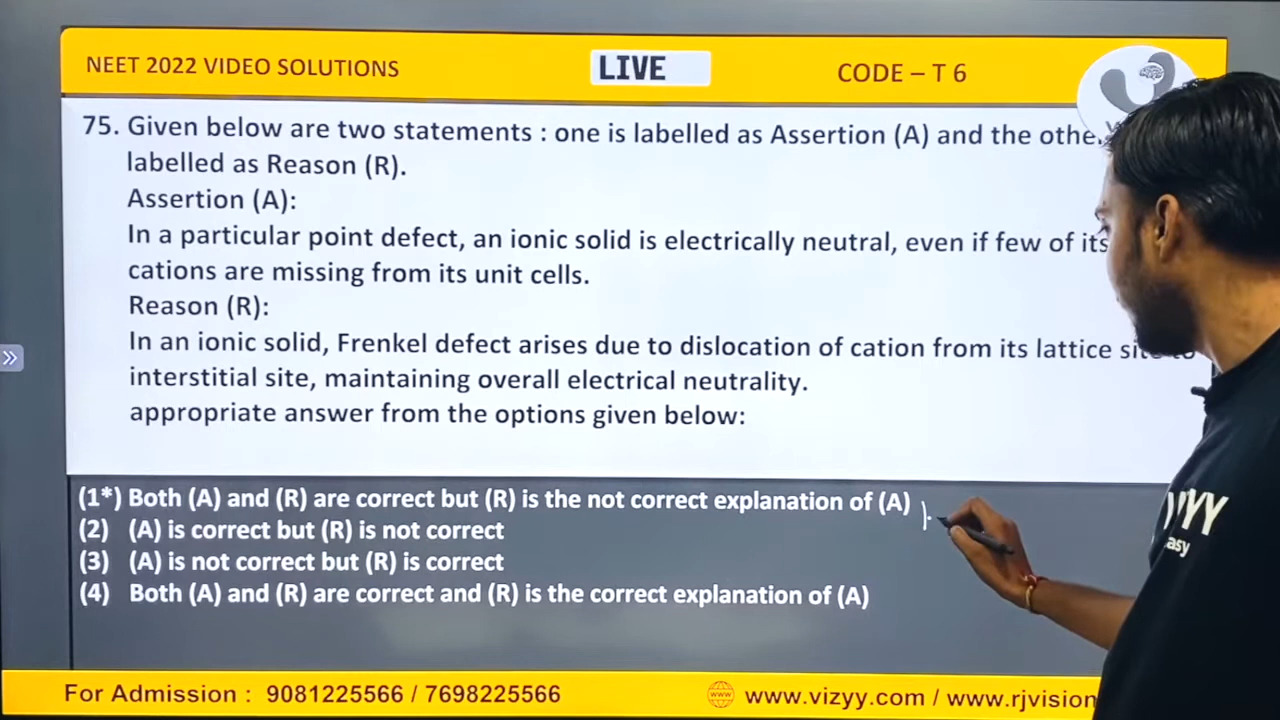 NEET 2022 VIDEO SOLUTIONS LIVE CODE – T 6
75. Given below are two statements : one is labelled as Assertion (A) and the othe
labelled as Reason (R).
Assertion (A):
In a particular point defect, an ionic solid is electrically neutral, even if few of its
cations are missing from its unit cells.
Reason (R):
In an ionic solid, Frenkel defect arises due to dislocation of cation from its lattice site to
interstitial site, maintaining overall electrical neutrality.
appropriate answer from the options given below:
(1*) Both (A) and (R) are correct but (R) is the not correct explanation of (A)
(2) (A) is correct but (R) is not correct
(3) (A) is not correct but (R) is correct
(4) Both (A) and (R) are correct and (R) is the correct explanation of (A)
For Admission : 9081225566 / 7698225566 www www.vizyy.com / www.rjvision